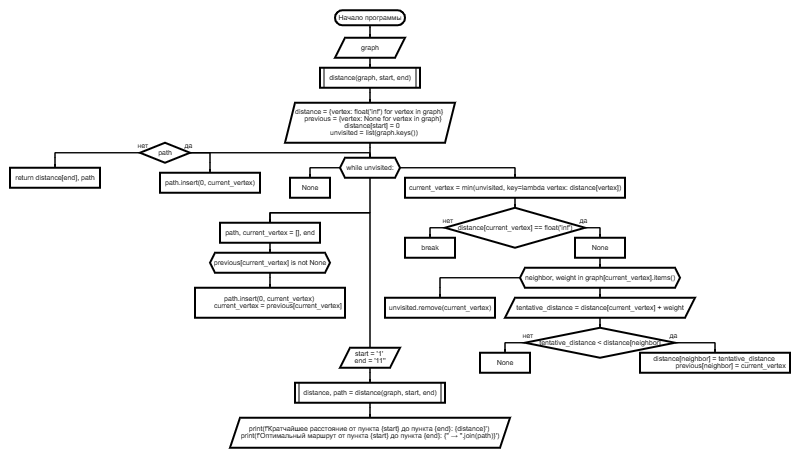 Начало программы
graph
distance(graph, start, end)
distance = {vertex: float("inf") for vertex in graph}
previous = {vertex: None for vertex in graph}
distance[start] = 0
unvisited = list(graph.keys())
нет
path
да
return distance[end], path
path.insert(0, current_vertex)
while unvisited:
None
current_vertex = min(unvisited, key=lambda vertex: distance[vertex])
нет
distance[current_vertex] == float("inf")
да
break
None
path, current_vertex = [], end
previous[current_vertex] is not None
path.insert(0, current_vertex)
current_vertex = previous[current_vertex]
neighbor, weight in graph[current_vertex].items()
unvisited.remove(current_vertex)
tentative_distance = distance[current_vertex] + weight
нет
tentative_distance < distance[neighbor]
да
None
distance[neighbor] = tentative_distance
previous[neighbor] = current_vertex
start = "1"
end = "11"
distance, path = distance(graph, start, end)
print(f"Кратчайшее расстояние от пункта {start} до пункта {end}: {distance}")
print(f"Оптимальный маршрут от пункта {start} до пункта {end}: {" → ".join(path)}")